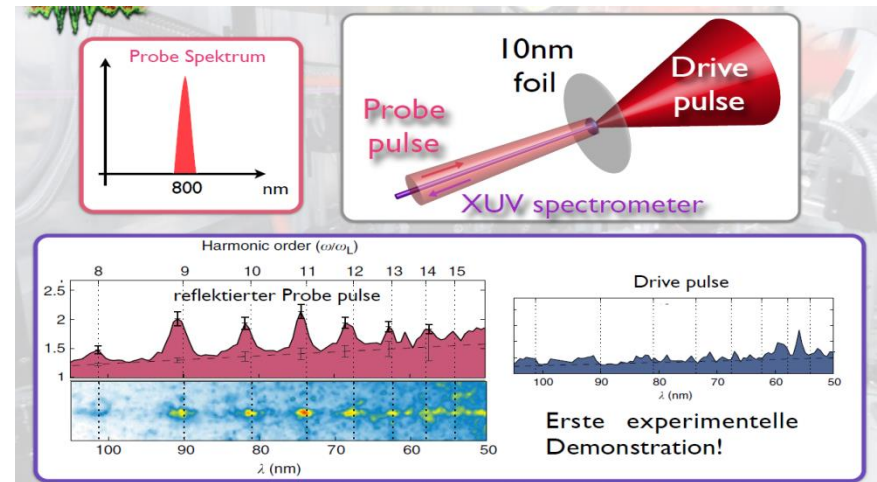 Probe Spektrum
800
nm
10nm
foil
Drive
pulse
Probe
pulse
XUV spectrometer
Harmonic order (ω/ωL)
8 9 10 11 12 13 14 15
reflektierter Probe pulse
2.5
2
1.5
1
100 90 80 70 60 50
λ (nm)
Drive pulse
100 90 80 70 60 50
λ (nm)
Erste experimentelle
Demonstration!